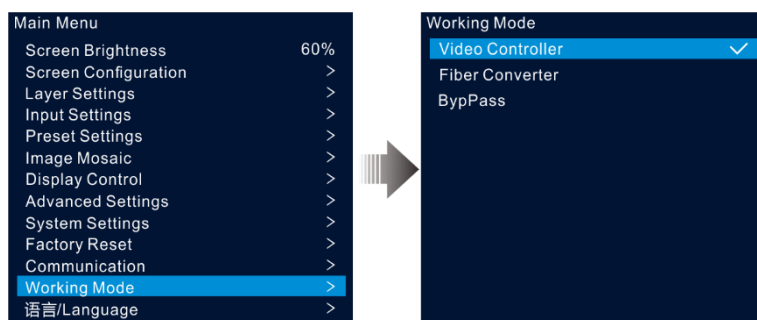 Main Menu
Screen Brightness 60%
Screen Configuration >
Layer Settings >
Input Settings >
Preset Settings >
Image Mosaic >
Display Control >
Advanced Settings >
System Settings >
Factory Reset >
Communication >
Working Mode >
语言/Language >
Working Mode
Video Controller ✓
Fiber Converter
BypPass